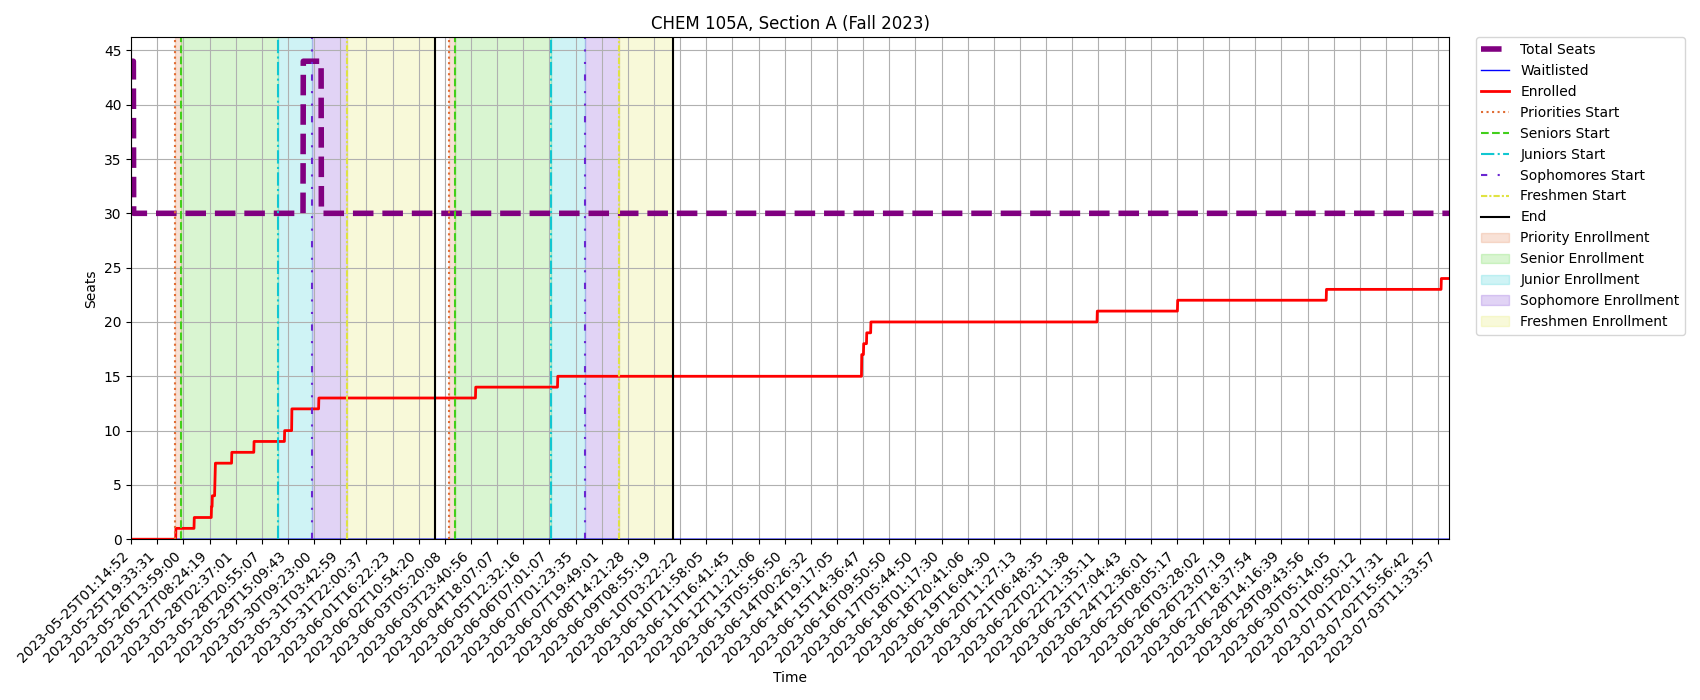 CHEM 105A, Section A (Fall 2023)
Seats
45
40
35
30
25
20
15
10
5
0
2023-05-25T01:14:52
2023-05-25T19:33:31
2023-05-26T13:59:00
2023-05-27T08:24:19
2023-05-28T02:37:01
2023-05-28T20:55:07
2023-05-29T15:09:43
2023-05-30T09:23:00
2023-05-31T03:42:59
2023-05-31T22:00:37
2023-06-01T16:22:23
2023-06-02T10:54:20
2023-06-03T05:20:08
2023-06-03T23:40:56
2023-06-04T18:07:07
2023-06-05T12:32:16
2023-06-06T07:01:07
2023-06-07T01:23:35
2023-06-07T19:49:01
2023-06-08T14:21:28
2023-06-09T08:55:19
2023-06-10T03:22:22
2023-06-10T21:58:05
2023-06-11T16:41:45
2023-06-12T11:21:06
2023-06-13T05:56:50
2023-06-14T00:26:32
2023-06-14T19:17:05
2023-06-15T14:36:47
2023-06-16T09:50:50
2023-06-17T05:44:50
2023-06-18T01:17:30
2023-06-18T20:41:06
2023-06-19T16:04:30
2023-06-20T11:27:13
2023-06-21T06:48:35
2023-06-22T02:11:38
2023-06-22T21:35:11
2023-06-23T17:04:43
2023-06-24T12:36:01
2023-06-25T08:05:17
2023-06-26T03:28:02
2023-06-26T23:07:19
2023-06-27T18:37:54
2023-06-28T14:16:39
2023-06-29T09:43:56
2023-06-30T05:14:05
2023-07-01T00:50:12
2023-07-01T20:17:31
2023-07-02T15:56:42
2023-07-03T11:33:57
Time
Total Seats
Waitlisted
Enrolled
Priorities Start
Seniors Start
Juniors Start
Sophomores Start
Freshmen Start
End
Priority Enrollment
Senior Enrollment
Junior Enrollment
Sophomore Enrollment
Freshmen Enrollment